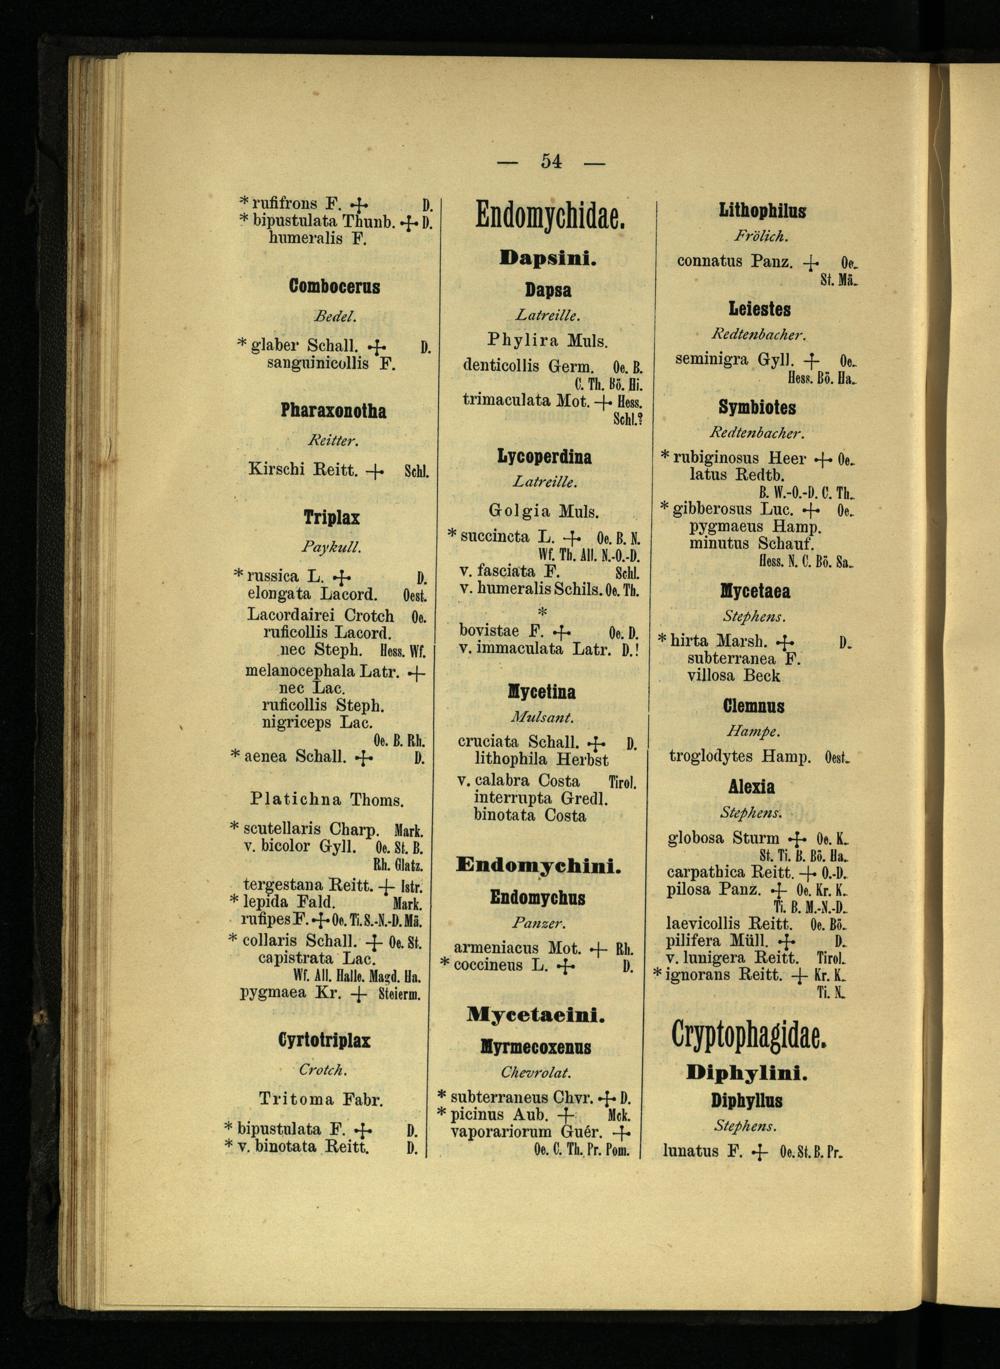 — 54 —
* rufifrons F. + D.
* bipustulata Thunb. + D.
humeralis F.
Combocerus
Bedel.
* glaber Schall. + D.
sanguinicollis F.
Pharaxonotha
Reitter.
Kirschi Reitt. + Schl.
Triplax
Paykull.
* russica L. + D.
elongata Lacord. Oest.
Lacordairei Crotch Oe.
ruficollis Lacord.
nec Steph. Hess. Wf.
melanocephala Latr. +
nec Lac.
ruficollis Steph.
nigriceps Lac.
Oe. B. Rh.
* aenea Schall. + D.
Platichna Thoms.
* scutellaris Charp. Mark.
v. bicolor Gyll. Oe. St. B.
Rh. Glatz.
tergestana Reitt. + Istr.
* lepida Fald. Mark.
rufipes F. + Oe. Ti. S.-N.-D. Mä.
* collaris Schall. + Oe. St.
capistrata Lac.
Wf. All. Halle. Magd. Ha.
pygmaea Kr. + Steierm.
Cyrtotriplax
Crotch.
Tritoma Fabr.
* bipustulata F. + D.
* v. binotata Reitt. D.
Endomychidae.
Dapsini.
Dapsa
Latreille.
Phylira Muls.
denticollis Germ. Oe. B.
C. Th. Bö. Hi.
trimaculata Mot. + Hess.
Schl.?
Lycoperdina
Latreille.
Golgia Muls.
* succincta L. + Oe. B. N.
Wf. Th. All. N.-O.-D.
v. fasciata F. Schl.
v. humeralis Schils. Oe. Th.
*
bovistae F. + Oe. D.
v. immaculata Latr. D.!
Mycetina
Mulsant.
cruciata Schall. + D.
lithophila Herbst
v. calabra Costa Tirol.
interrupta Gredl.
binotata Costa
Endomychini.
Endomychus
Panzer.
armeniacus Mot. + Rh.
* coccineus L. + D.
Mycetaeini.
Myrmecoxenus
Chevrolat.
* subterraneus Chvr. + D.
* picinus Aub. + Mck.
vaporariorum Guér. +
Oe. C. Th. Pr. Pom.
Lithophilus
Frölich.
connatus Panz. + Oe.
St. Mä.
Leiestes
Redtenbacher.
seminigra Gyll. + Oe.
Hess. Bö. Ha.
Symbiotes
Redtenbacher.
* rubiginosus Heer + Oe.
latus Redtb.
B. W.-O.-D. C. Th.
* gibberosus Luc. + Oe.
pygmaeus Hamp.
minutus Schauf.
Hess. N. C. Bö. Sa.
Mycetaea
Stephens.
* hirta Marsh. + D.
subterranea F.
villosa Beck
Clemnus
Hampe.
troglodytes Hamp. Oest.
Alexia
Stephens.
globosa Sturm + Oe. K.
St. Ti. B. Bö. Ha.
carpathica Reitt. + O.-D.
pilosa Panz. + Oe. Kr. K.
Ti. B. M.-N.-D.
laevicollis Reitt. Oe. Bö.
pilifera Müll. + D.
v. lunigera Reitt. Tirol.
* ignorans Reitt. + Kr. K.
Ti. N.
Cryptophagidae.
Diphylini.
Diphyllus
Stephens.
lunatus F. + Oe. St. B. Pr.